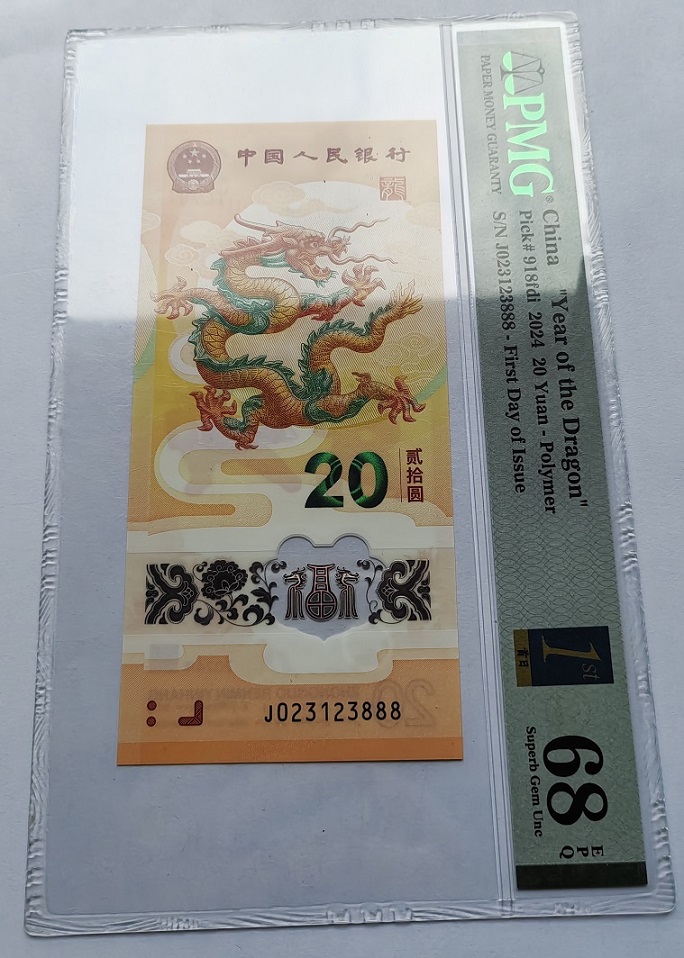 中国人民银行
龍
20
贰拾圆
J023123888
PMG®
PAPER MONEY GUARANTY
China "Year of the Dragon"
Pick# 918fdi 2024 20 Yuan - Polymer
S/N J023123888 - First Day of Issue
1st
首日
68
EPQ
Superb Gem Unc